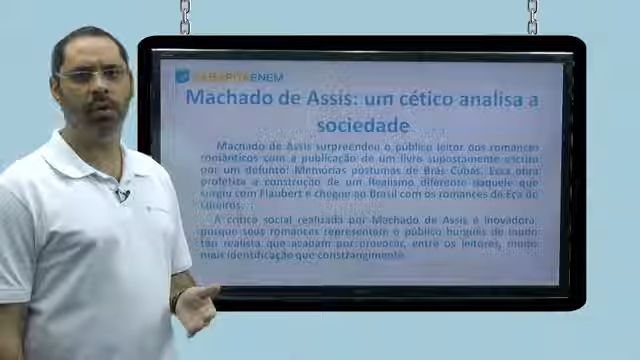 GABARITAENEM
Machado de Assis: um cético analisa a
sociedade
Machado de Assis surpreendeu o público leitor dos romances
românticos com a publicação de um livro supostamente escrito
por um defunto: Memórias póstumas de Brás Cubas. Essa obra
profetiza a construção de um Realismo diferente daquele que
surgiu com Flaubert e chegou ao Brasil com os romances de Eça de
Queirós.
A crítica social realizada por Machado de Assis é inovadora,
porque seus romances representam o público burguês de modo
tão realista que acabam por provocar, entre os leitores, muito
mais identificação que constrangimento.